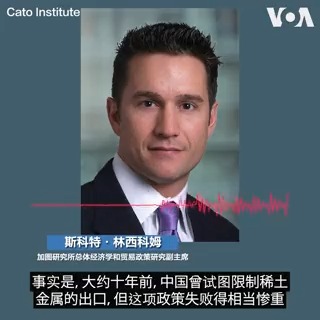 Cato Institute
VOA
斯科特·林西科姆
加图研究所总体经济学和贸易政策研究副主席
事实是, 大约十年前, 中国曾试图限制稀土
金属的出口, 但这项政策失败得相当惨重